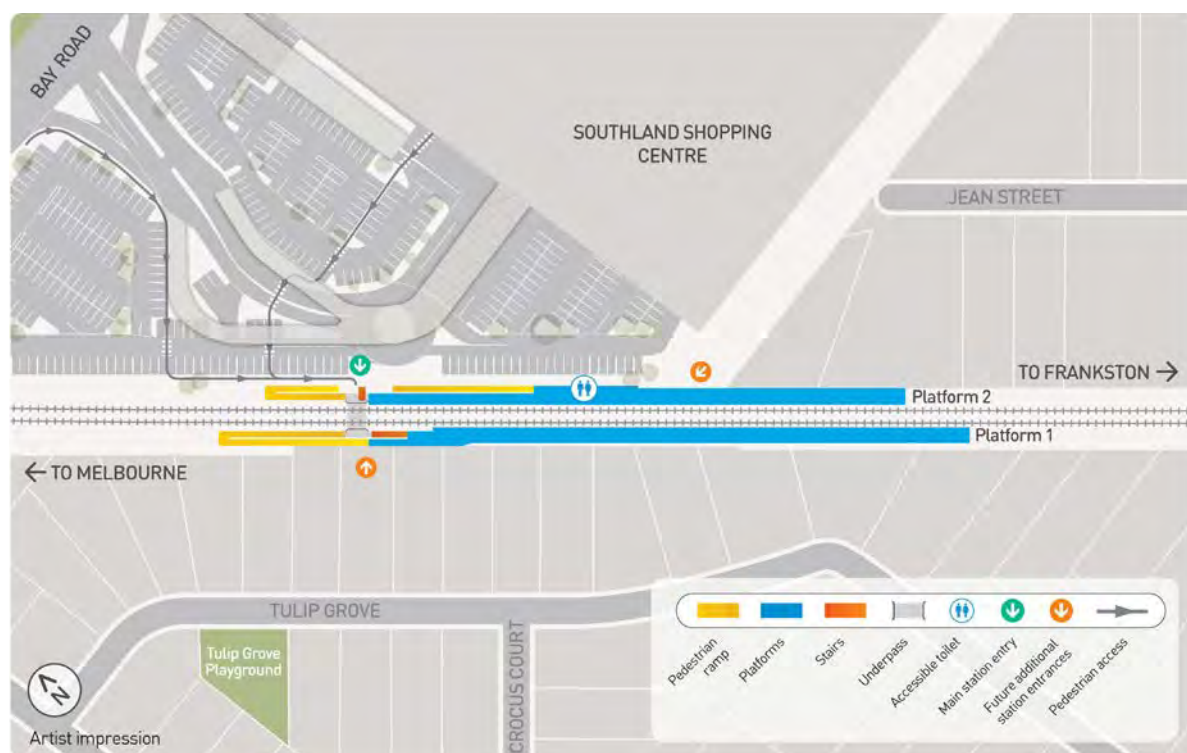 BAY ROAD
SOUTHLAND SHOPPING
CENTRE
JEAN STREET
TO FRANKSTON
Platform 2
Platform 1
TO MELBOURNE
TULIP GROVE
Tulip Grove
Playground
CROCUS COURT
N
Artist impression
Pedestrian
ramp
Platforms
Stairs
Underpass
Accessible toilet
Main station entry
Future additional
station entrances
Pedestrian access